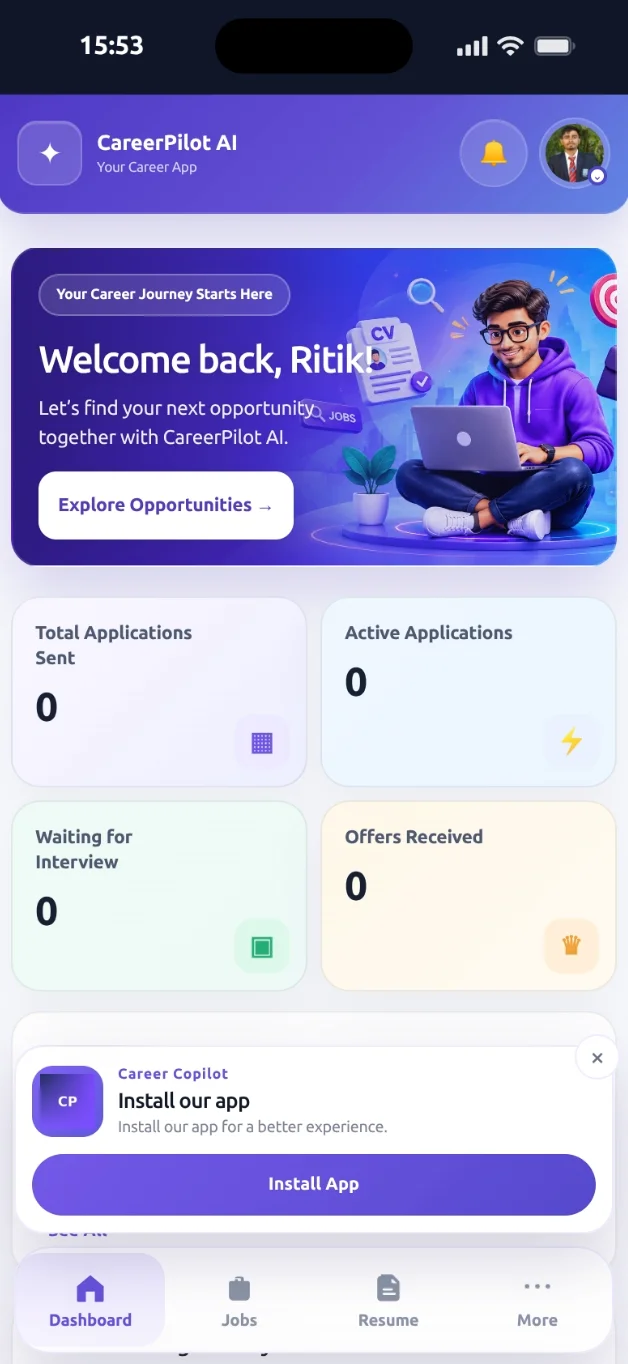 15:53
CareerPilot AI
Your Career App
Your Career Journey Starts Here
Welcome back, Ritik!
Let's find your next opportunity
together with CareerPilot AI.
Explore Opportunities →
CV
JOBS
Total Applications
Sent
0
Active Applications
0
Waiting for
Interview
0
Offers Received
0
CP
Career Copilot
Install our app
Install our app for a better experience.
Install App
See All
Dashboard
Jobs
Resume
More